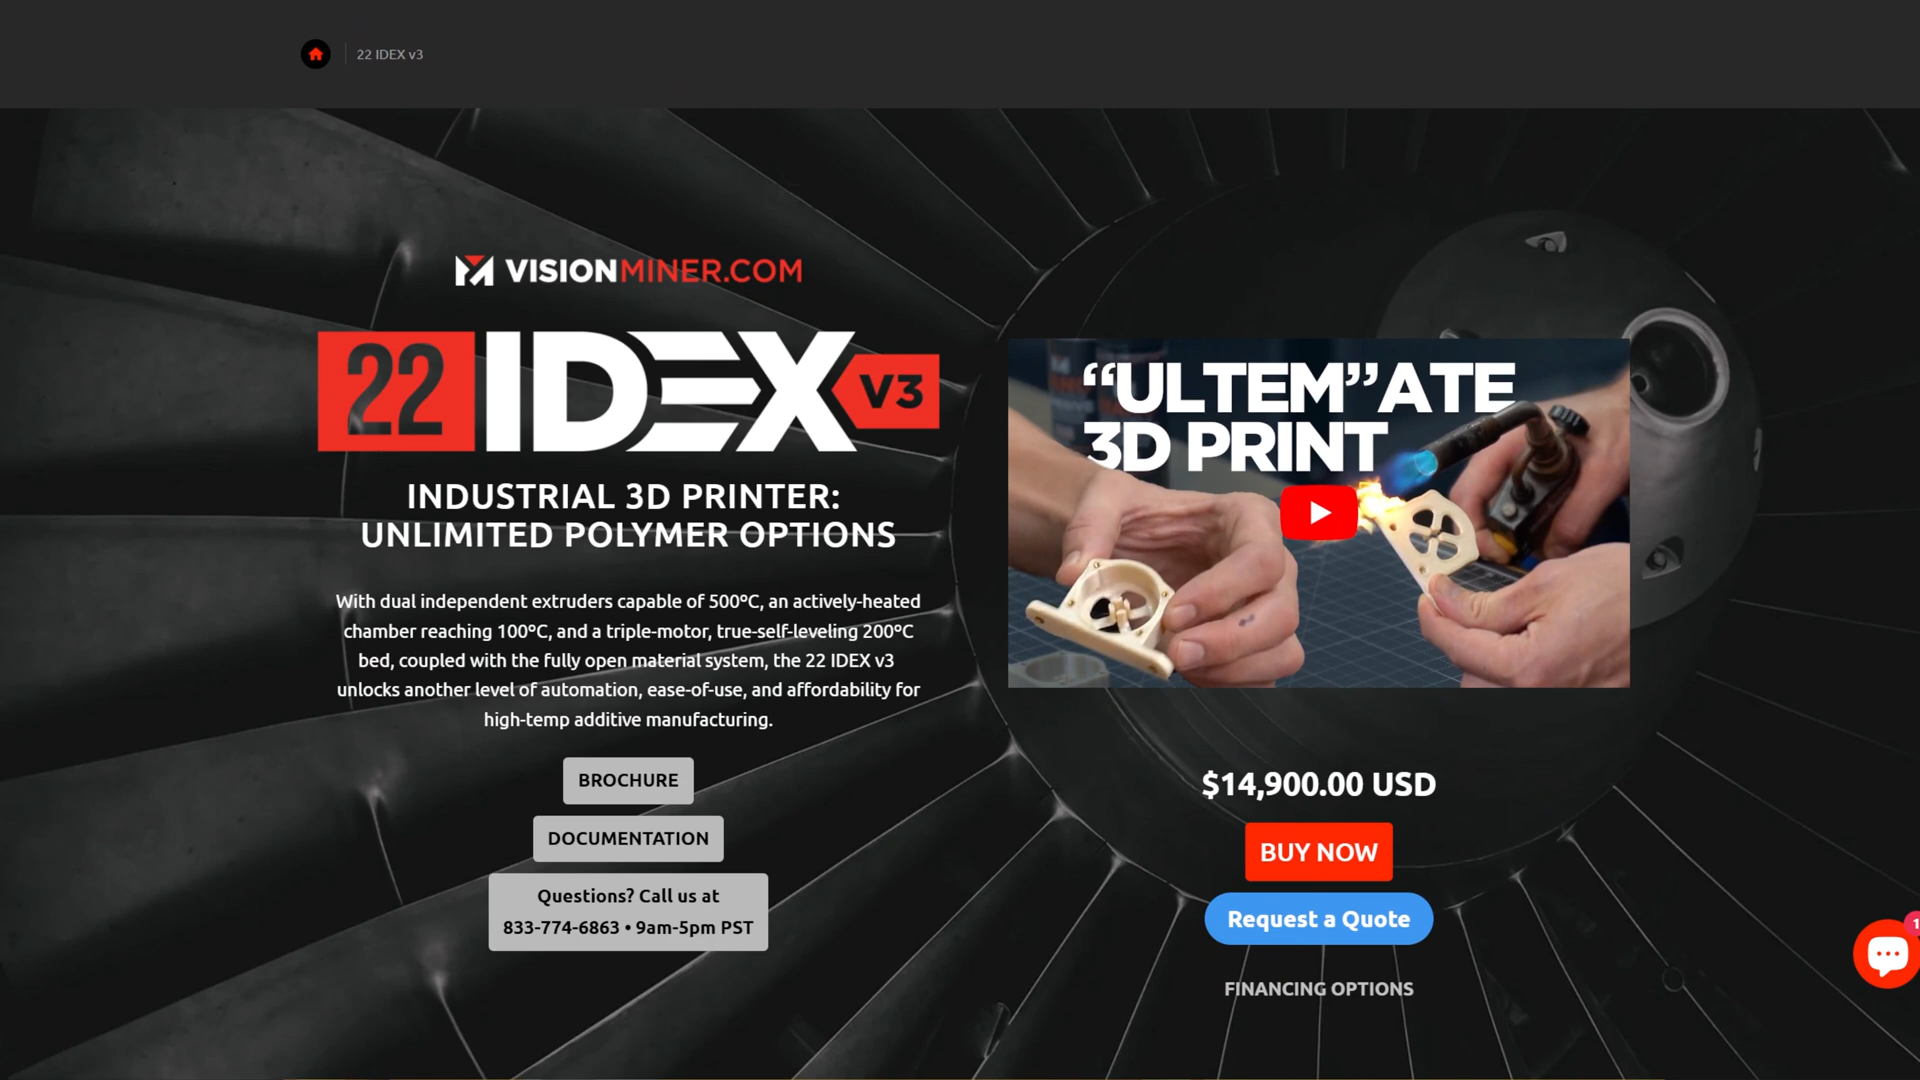 22 IDEX v3
VISIONMINER.COM
22 IDEX V3
INDUSTRIAL 3D PRINTER:
UNLIMITED POLYMER OPTIONS
With dual independent extruders capable of 500ºC, an actively-heated
chamber reaching 100ºC, and a triple-motor, true-self-leveling 200ºC
bed, coupled with the fully open material system, the 22 IDEX v3
unlocks another level of automation, ease-of-use, and affordability for
high-temp additive manufacturing.
BROCHURE
DOCUMENTATION
Questions? Call us at
833-774-6863 • 9am-5pm PST
“ULTEM”ATE
3D PRINT
$14,900.00 USD
BUY NOW
Request a Quote
FINANCING OPTIONS
1